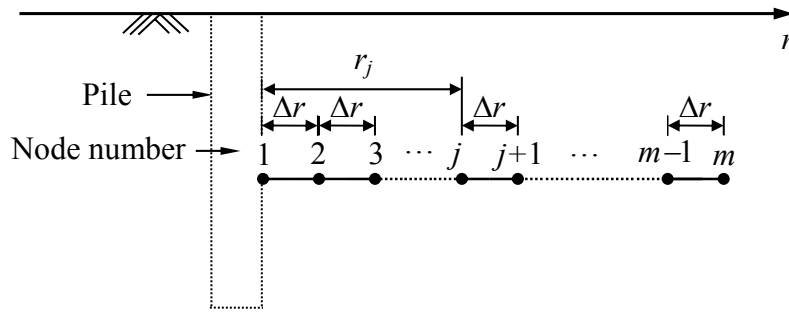 r
r_j
Pile
Δr Δr Δr Δr
Node number
1 2 3 ⋯ j j+1 ⋯ m−1 m